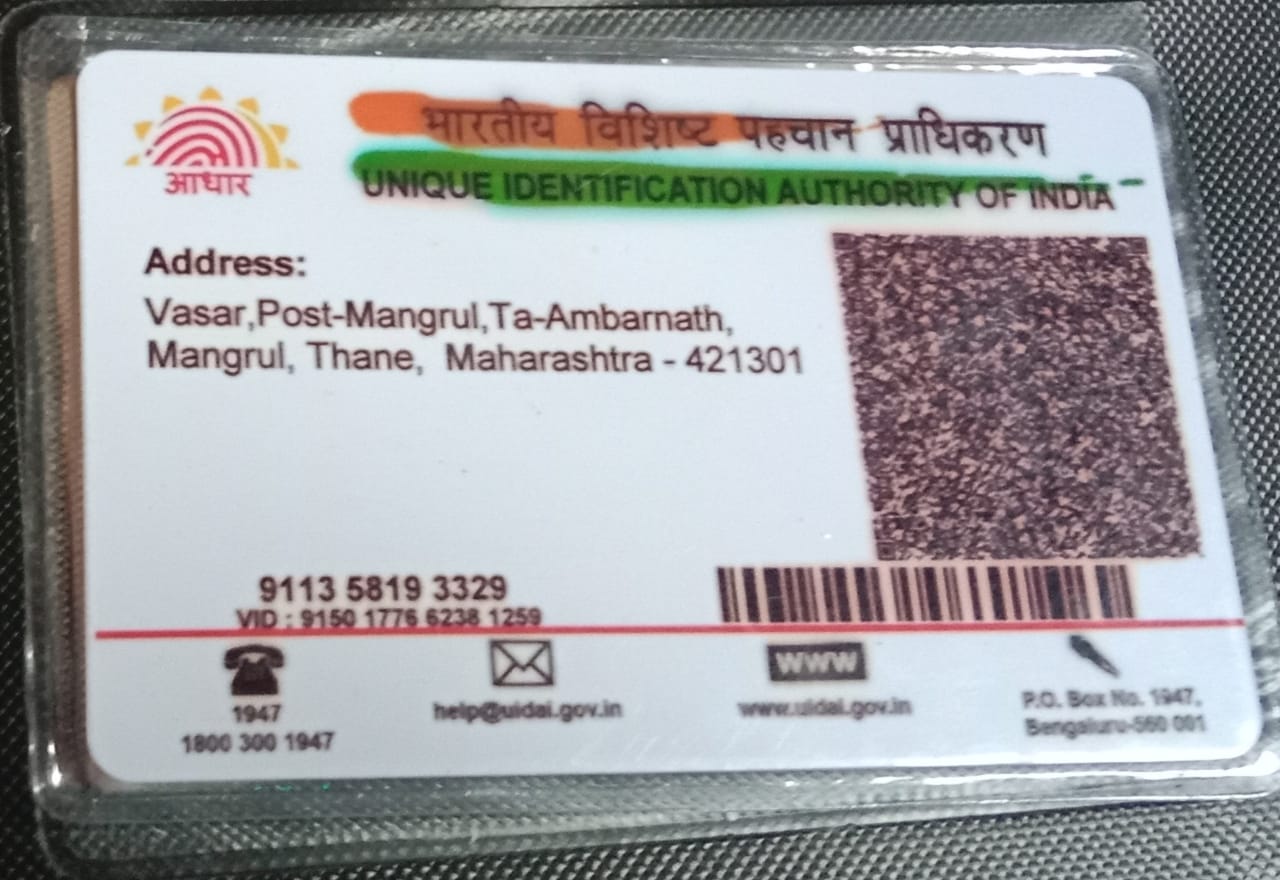 आधार
भारतीय विशिष्ट पहचान प्राधिकरण
UNIQUE IDENTIFICATION AUTHORITY OF INDIA
Address:
Vasar,Post-Mangrul,Ta-Ambarnath,
Mangrul, Thane, Maharashtra - 421301
9113 5819 3329
VID : 9150 1776 6238 1259
1947
1800 300 1947
help@uidai.gov.in
www
www.uidai.gov.in
P.O. Box No. 1947,
Bengaluru-560 001